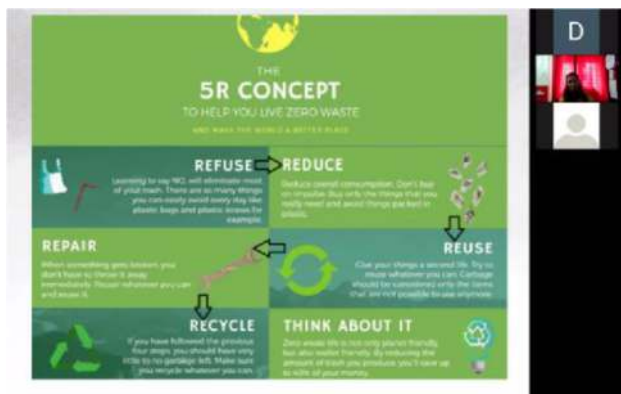 THE
5R CONCEPT
TO HELP YOU LIVE ZERO WASTE
AND MAKE THE WORLD A BETTER PLACE
REFUSE
Learning to say NO, will eliminate most
of your trash. There are so many things
you can easily avoid every day like
plastic bags and plastic straws for
example.
REDUCE
Reduce overall consumption. Don't buy
on impulse. Buy only the things that you
really need and avoid things packed in
plastic.
REPAIR
When something gets broken, you
don't have to throw it away
immediately. Repair whatever you can
and reuse it.
REUSE
Give your things a second life. Try to
reuse whatever you can. Garbage
should be considered only the items
that are not possible to use anymore.
RECYCLE
If you have followed the previous
four steps, you should have very
little to no garbage left. Make sure
you recycle whatever you can.
THINK ABOUT IT
Zero waste life is not only planet friendly,
but also wallet friendly. By reducing the
amount of trash you produce, you'll save up
to 40% of your money.
D